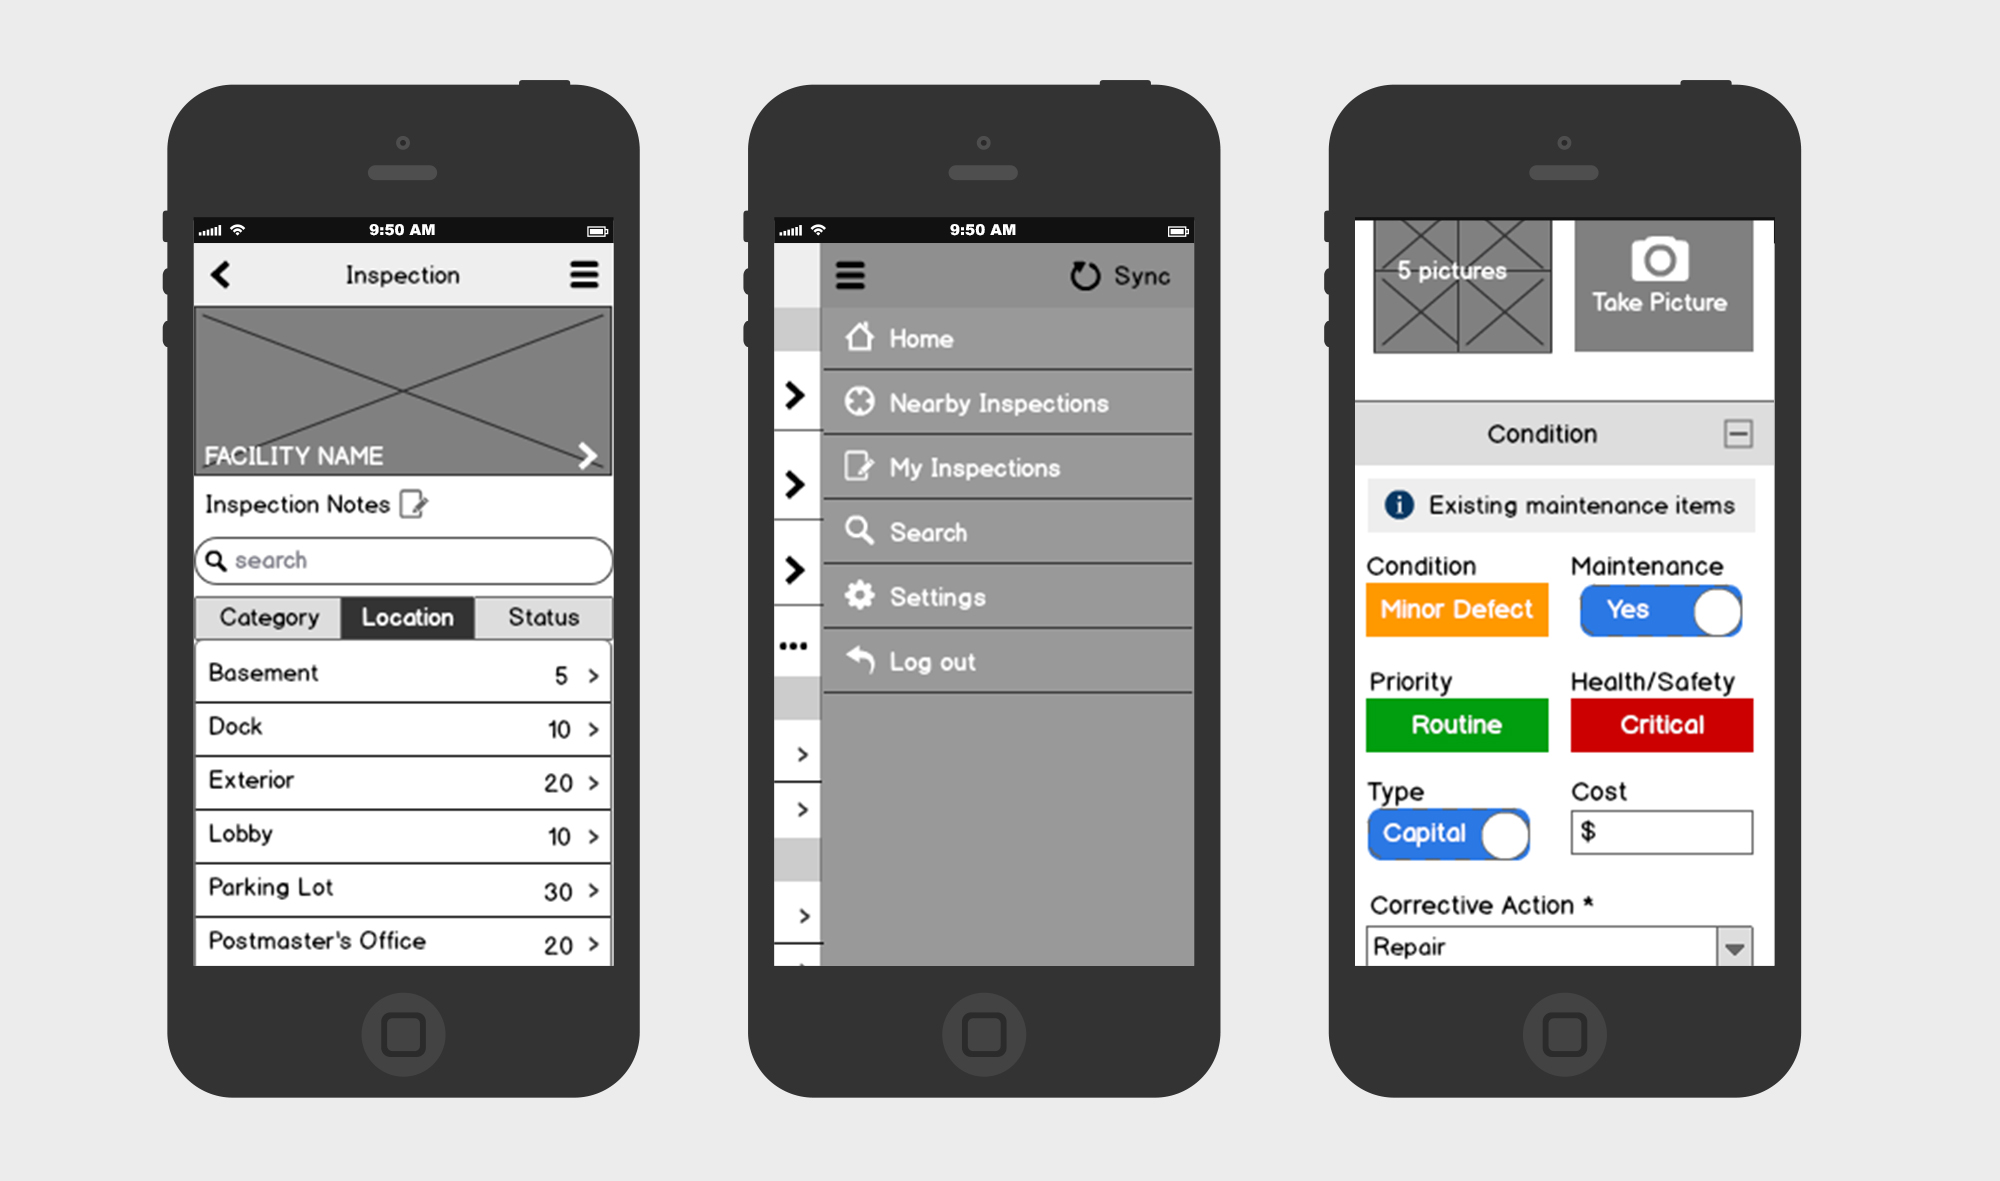 9:50 AM
Inspection
FACILITY NAME
Inspection Notes
search
Category Location Status
Basement 5 >
Dock 10 >
Exterior 20 >
Lobby 10 >
Parking Lot 30 >
Postmaster's Office 20 >
9:50 AM
Sync
Home
Nearby Inspections
My Inspections
Search
Settings
Log out
5 pictures
Take Picture
Condition
Existing maintenance items
Condition Maintenance
Minor Defect Yes
Priority Health/Safety
Routine Critical
Type Cost
Capital $
Corrective Action *
Repair